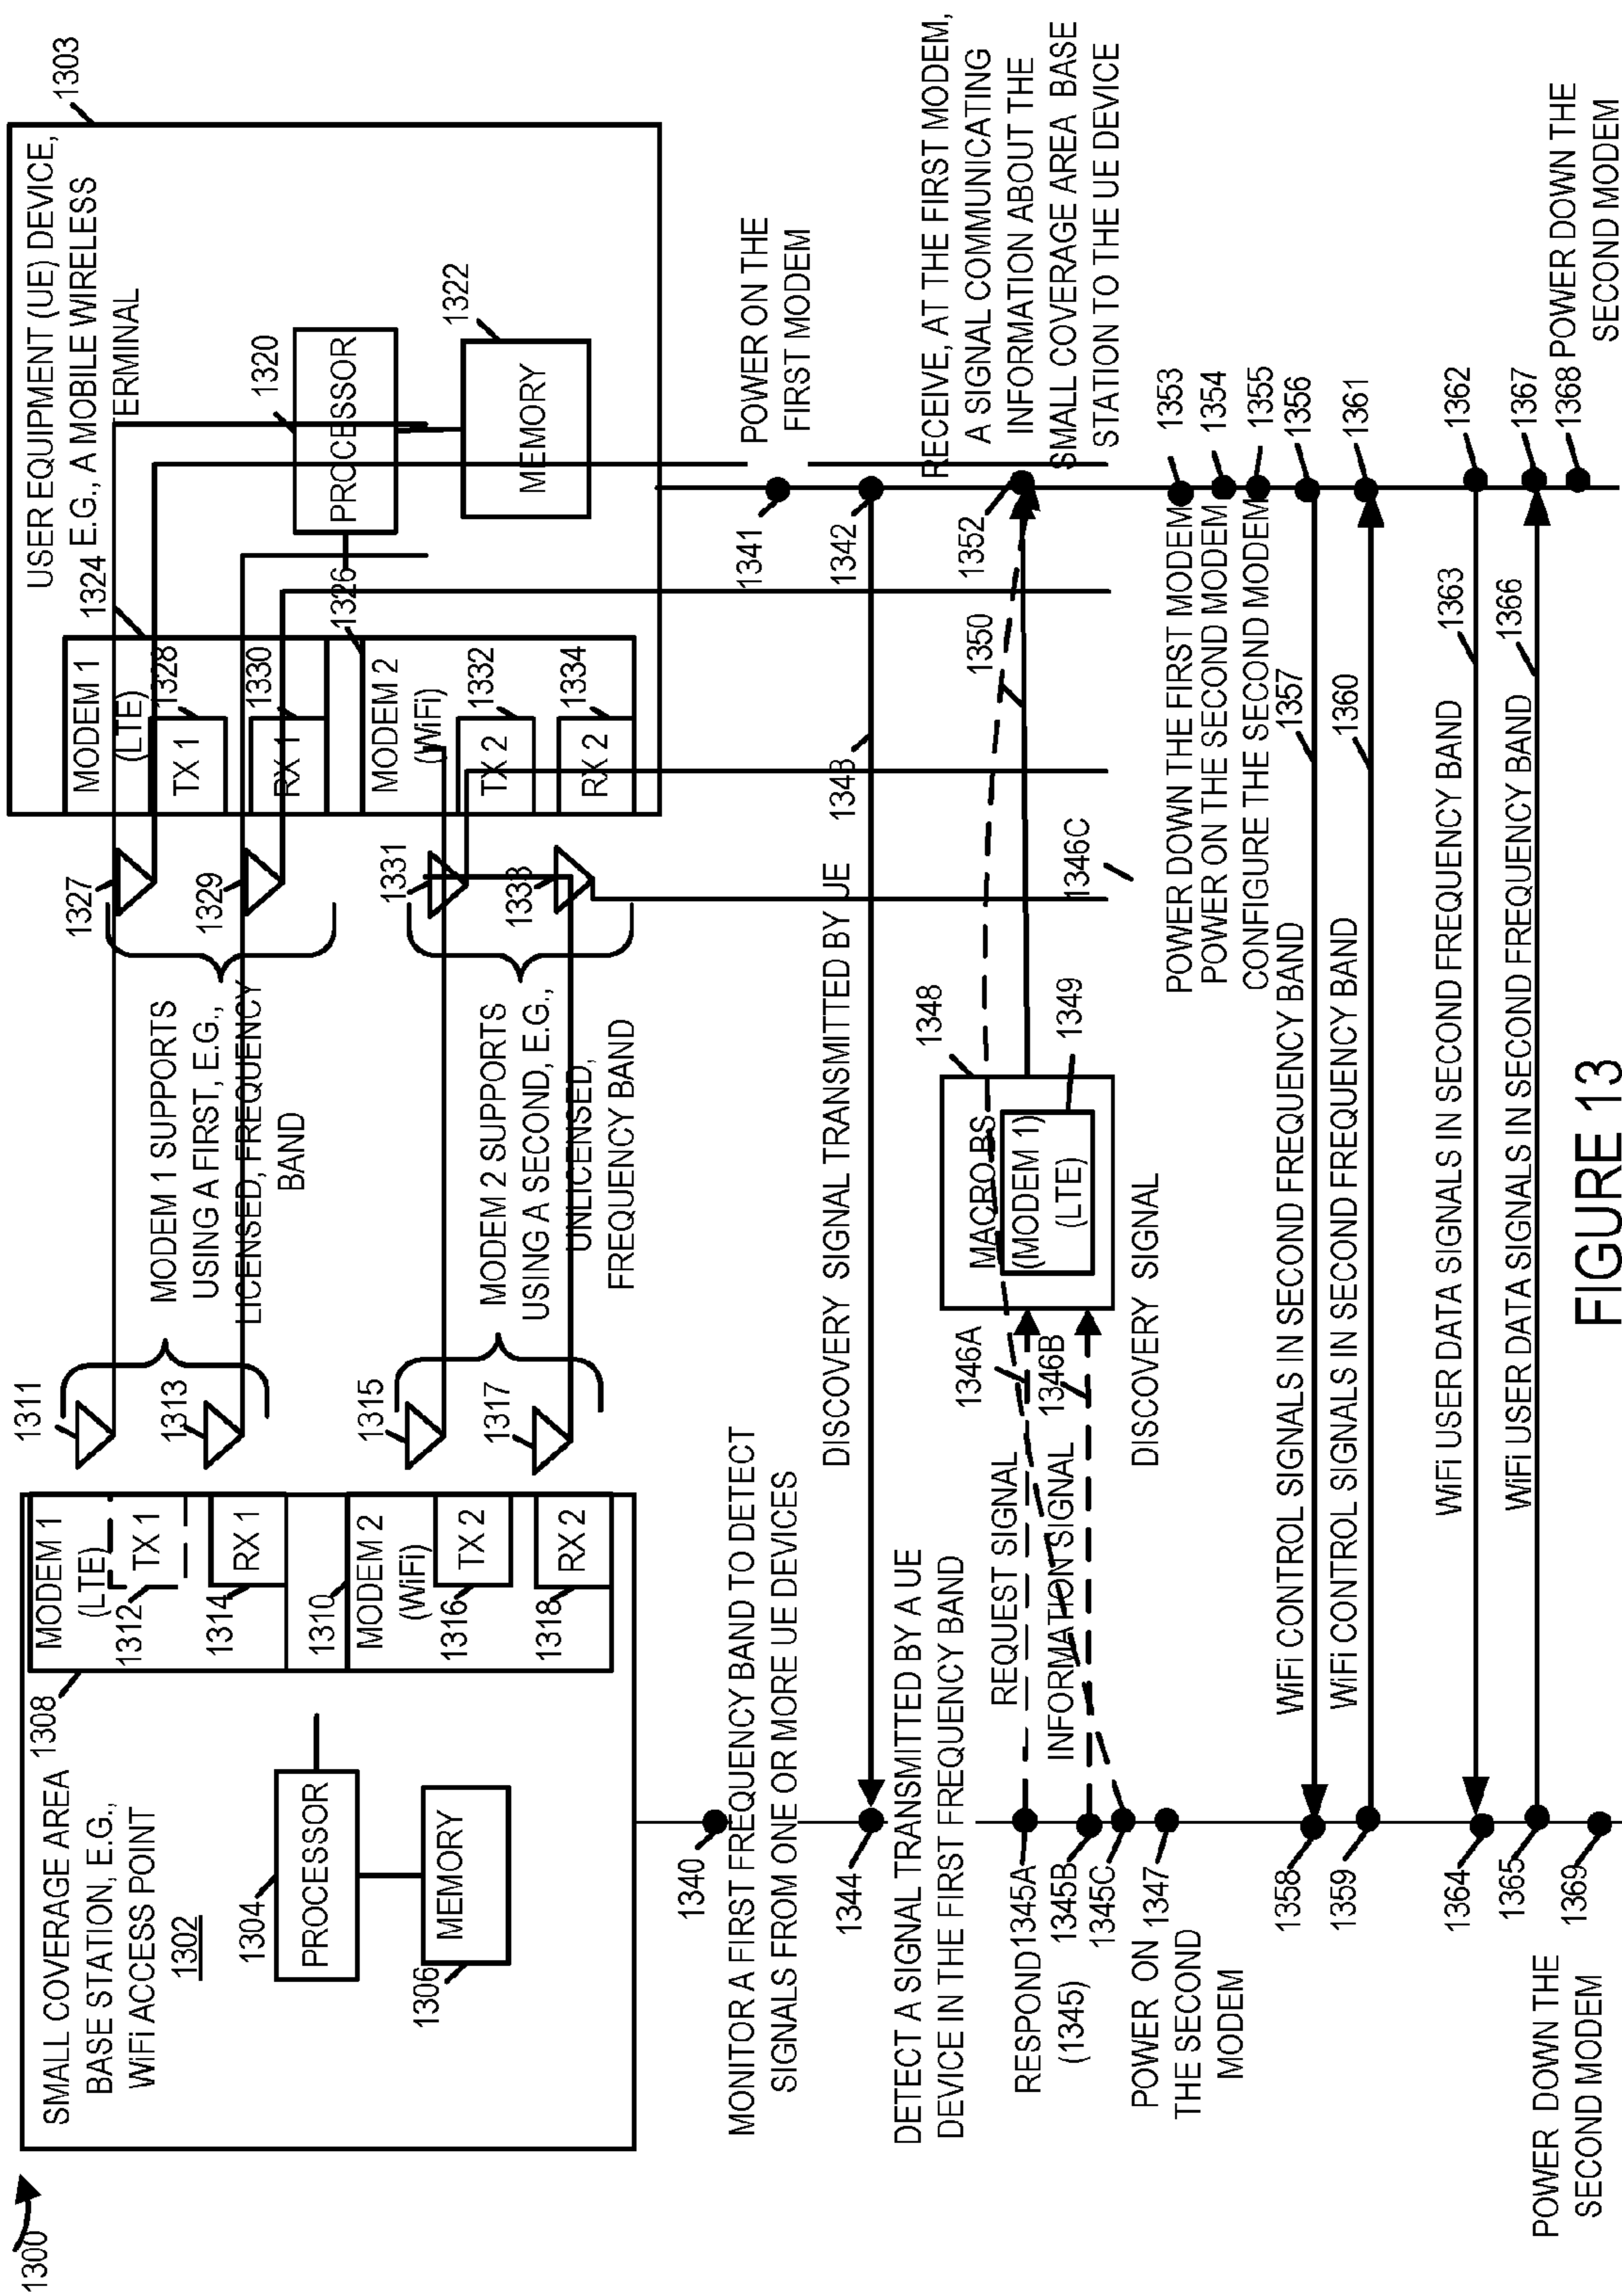 1300
SMALL COVERAGE AREA
BASE STATION, E.G.,
WiFi ACCESS POINT
1302
1304
PROCESSOR
MEMORY
1306
1308
MODEM 1
(LTE)
1312
TX 1
1314
RX 1
1310
MODEM 2
(WiFi)
1316
TX 2
1318
RX 2
1311
1313
1315
1317
MODEM 1 SUPPORTS
USING A FIRST, E.G.,
LICENSED, FREQUENCY
BAND
MODEM 2 SUPPORTS
USING A SECOND, E.G.,
UNLICENSED,
FREQUENCY BAND
1327
1329
1331
1333
USER EQUIPMENT (UE) DEVICE,
E.G., A MOBILE WIRELESS
TERMINAL
1303
1324
MODEM 1
(LTE)
1328
TX 1
1330
RX 1
1326
MODEM 2
(WiFi)
1332
TX 2
1334
RX 2
1320
PROCESSOR
1322
MEMORY
1340
MONITOR A FIRST FREQUENCY BAND TO DETECT
SIGNALS FROM ONE OR MORE UE DEVICES
1341
POWER ON THE
FIRST MODEM
1342
DISCOVERY SIGNAL TRANSMITTED BY UE
1343
1344
DETECT A SIGNAL TRANSMITTED BY A UE
DEVICE IN THE FIRST FREQUENCY BAND
RESPOND
(1345)
1345A
1345B
1345C
REQUEST SIGNAL
1346A
INFORMATION SIGNAL
1346B
DISCOVERY SIGNAL
1346C
POWER ON
THE SECOND
MODEM
1347
1348
MACRO BS
(MODEM 1)
(LTE)
1349
1350
1352
RECEIVE, AT THE FIRST MODEM,
A SIGNAL COMMUNICATING
INFORMATION ABOUT THE
SMALL COVERAGE AREA BASE
STATION TO THE UE DEVICE
POWER DOWN THE FIRST MODEM
1353
POWER ON THE SECOND MODEM
1354
CONFIGURE THE SECOND MODEM
1355
1356
WiFi CONTROL SIGNALS IN SECOND FREQUENCY BAND
1357
1358
1359
WiFi CONTROL SIGNALS IN SECOND FREQUENCY BAND
1360
1361
1362
WiFi USER DATA SIGNALS IN SECOND FREQUENCY BAND
1363
1364
1365
WiFi USER DATA SIGNALS IN SECOND FREQUENCY BAND
1366
1367
1368
POWER DOWN THE
SECOND MODEM
1369
POWER DOWN THE
SECOND MODEM
FIGURE 13